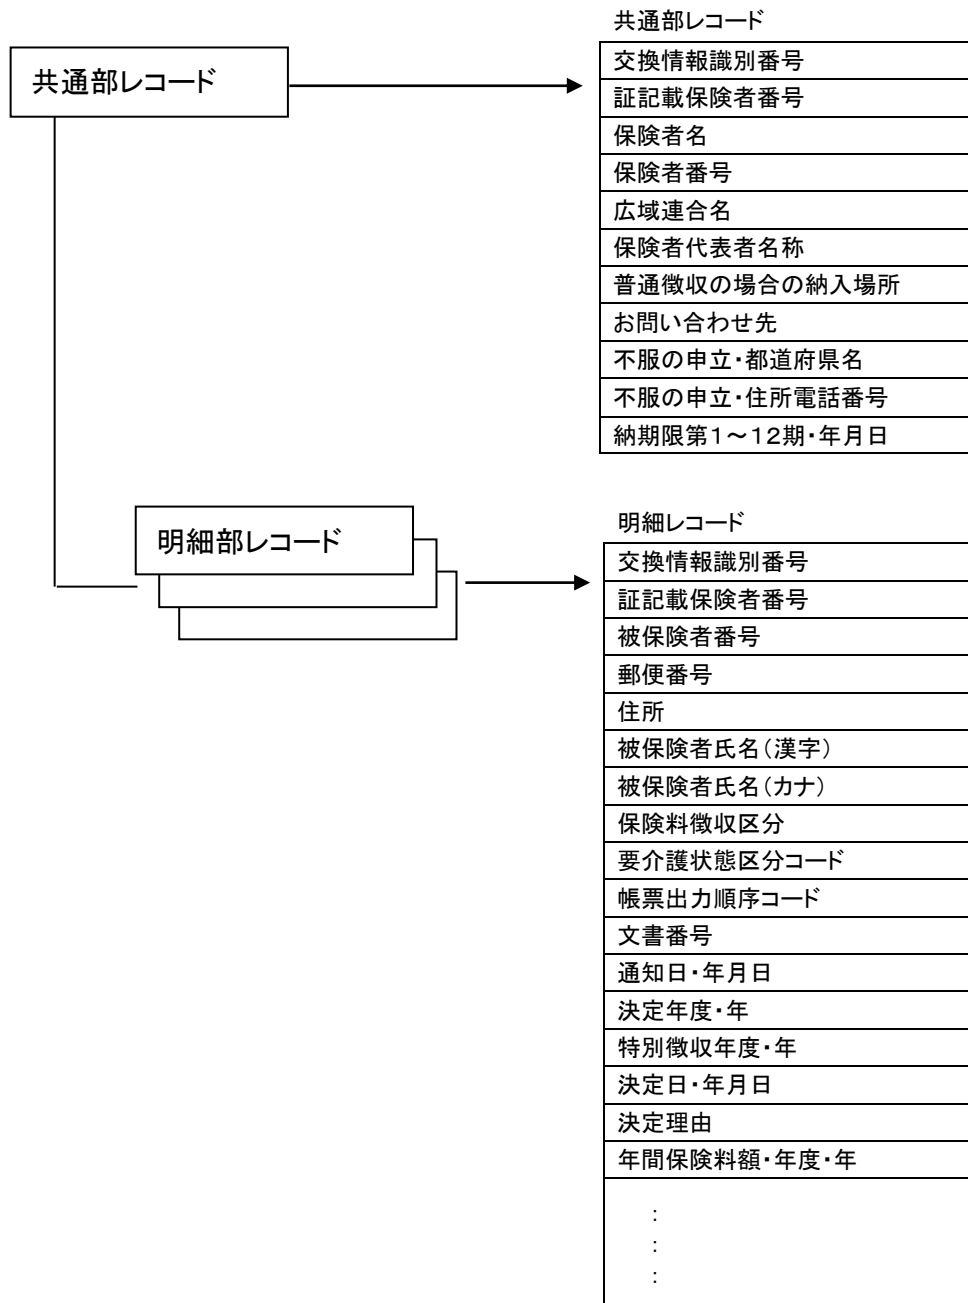 共通部レコード
共通部レコード
交換情報識別番号
証記載保険者番号
保険者名
保険者番号
広域連合名
保険者代表者名称
普通徴収の場合の納入場所
お問い合わせ先
不服の申立・都道府県名
不服の申立・住所電話番号
納期限第1～12期・年月日
明細部レコード
明細レコード
交換情報識別番号
証記載保険者番号
被保険者番号
郵便番号
住所
被保険者氏名(漢字)
被保険者氏名(カナ)
保険料徴収区分
要介護状態区分コード
帳票出力順序コード
文書番号
通知日・年月日
決定年度・年
特別徴収年度・年
決定日・年月日
決定理由
年間保険料額・年度・年
:
:
: